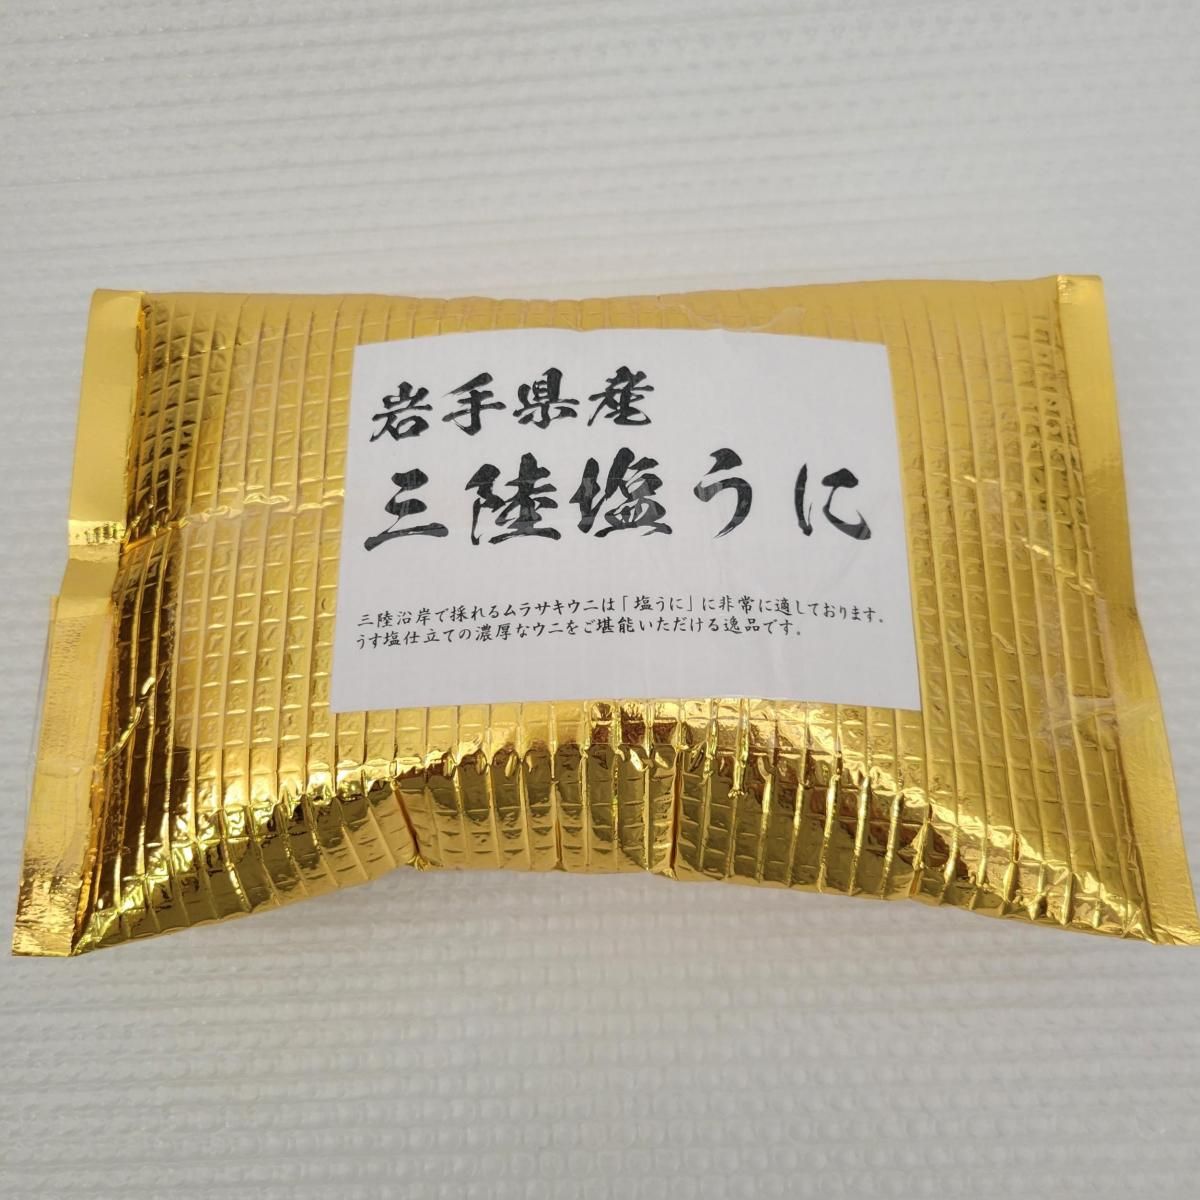 岩手県産
三陸塩うに
三陸沿岸で採れるムラサキウニは「塩うに」に非常に適しております。
うす塩仕立ての濃厚なウニをご堪能いただける逸品です。